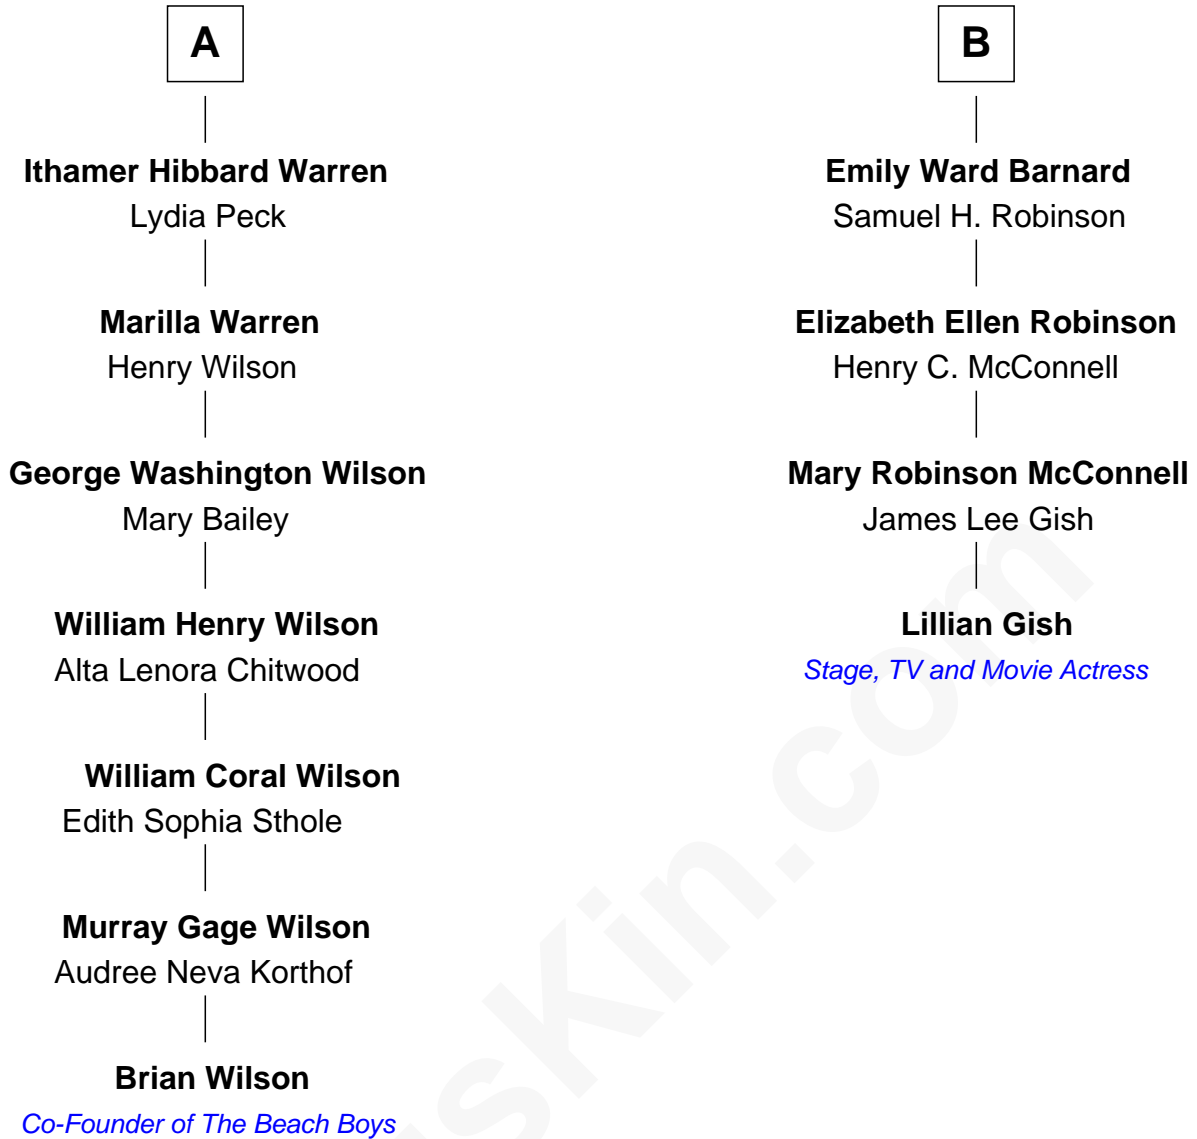 A
Ithamer Hibbard Warren
Lydia Peck
Marilla Warren
Henry Wilson
George Washington Wilson
Mary Bailey
William Henry Wilson
Alta Lenora Chitwood
William Coral Wilson
Edith Sophia Sthole
Murray Gage Wilson
Audree Neva Korthof
Brian Wilson
Co-Founder of The Beach Boys
B
Emily Ward Barnard
Samuel H. Robinson
Elizabeth Ellen Robinson
Henry C. McConnell
Mary Robinson McConnell
James Lee Gish
Lillian Gish
Stage, TV and Movie Actress
sKin.com